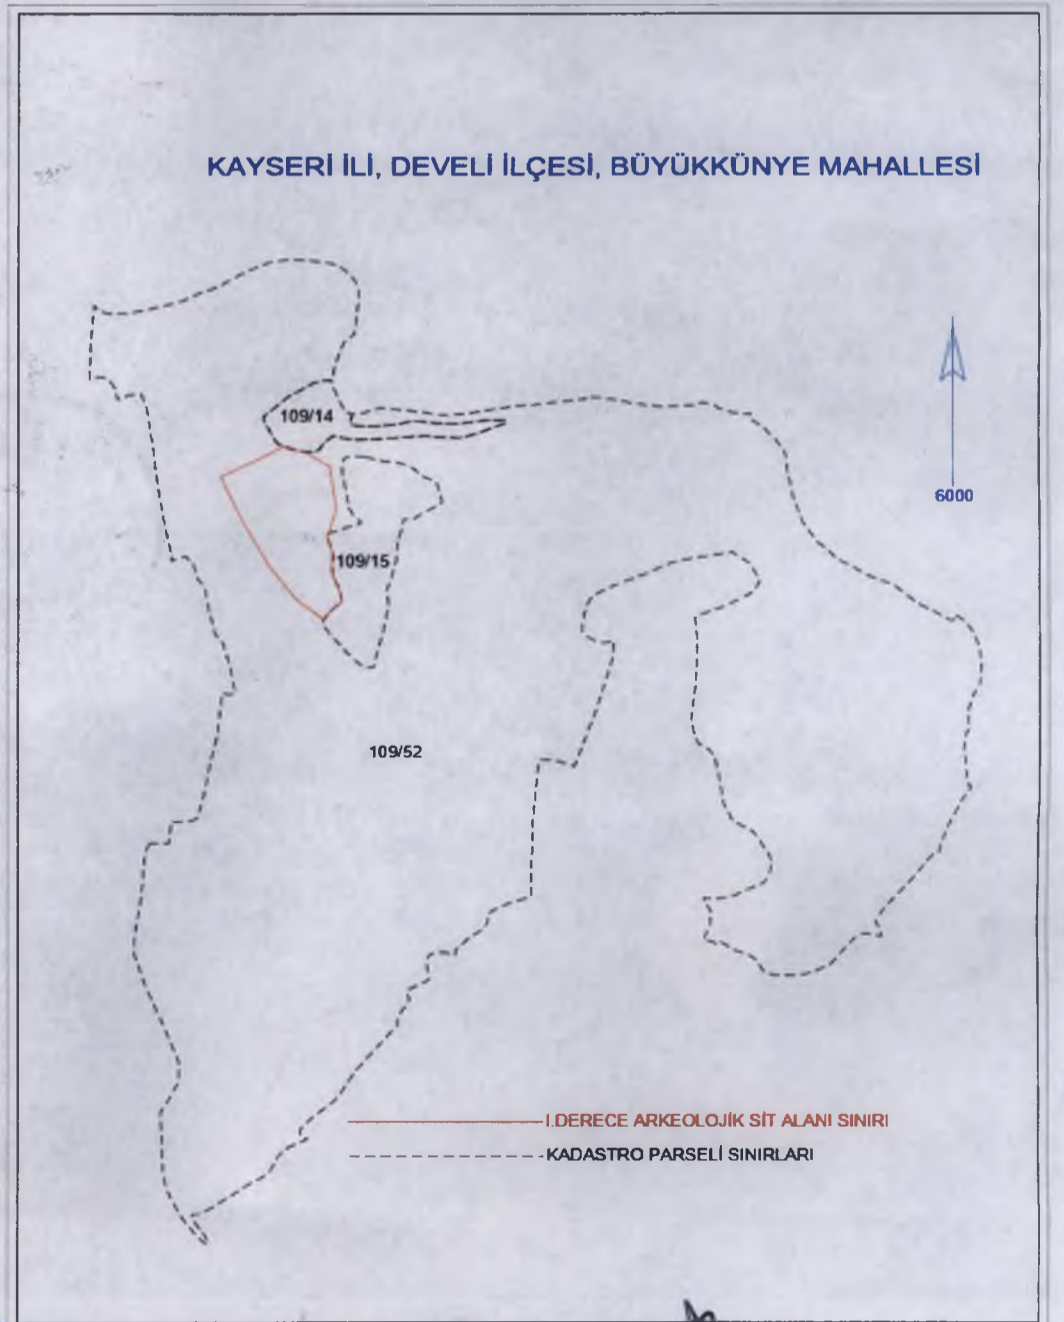 KAYSERİ İLİ, DEVELİ İLÇESİ, BÜYÜKKÜNYE MAHALLESİ
109/14
6000
109/15
109/52
I.DERECE ARKEOLOJİK SİT ALANI SINIRI
KADASTRO PARSELİ SINIRLARI